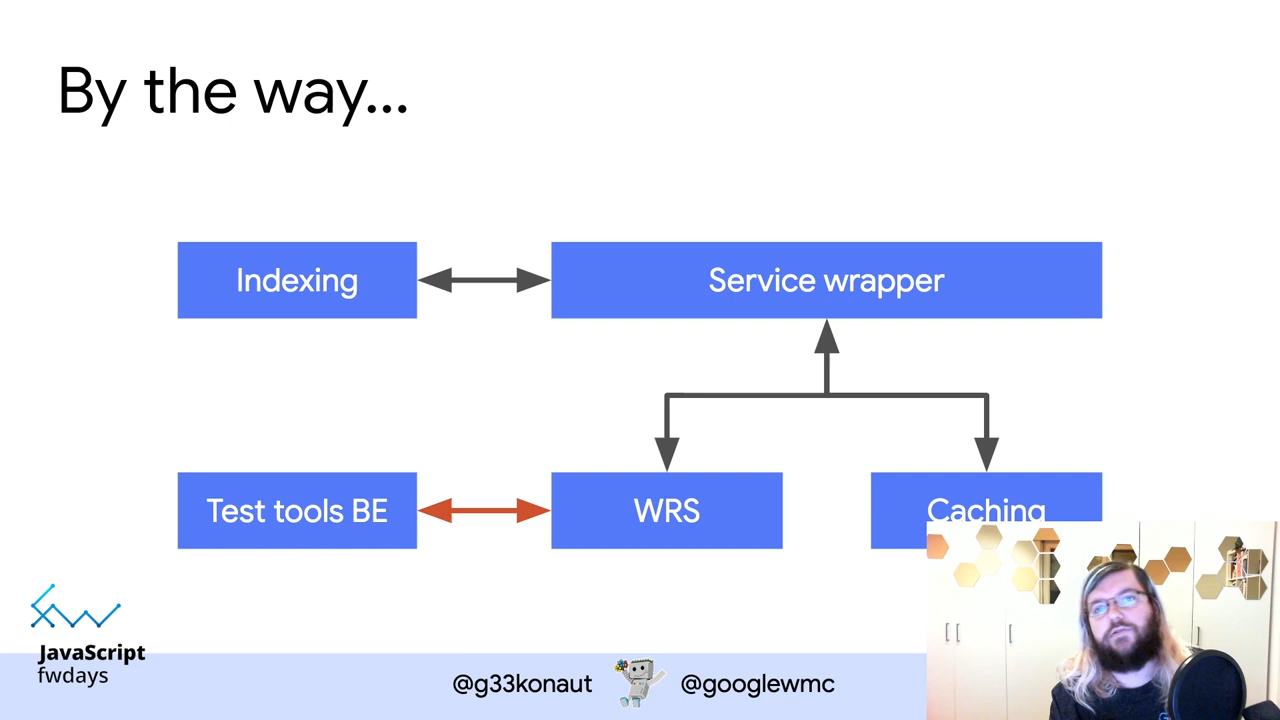 By the way...
Indexing
Service wrapper
Test tools BE
WRS
Caching
JavaScript
fwdays
@g33konaut
@googlewmc